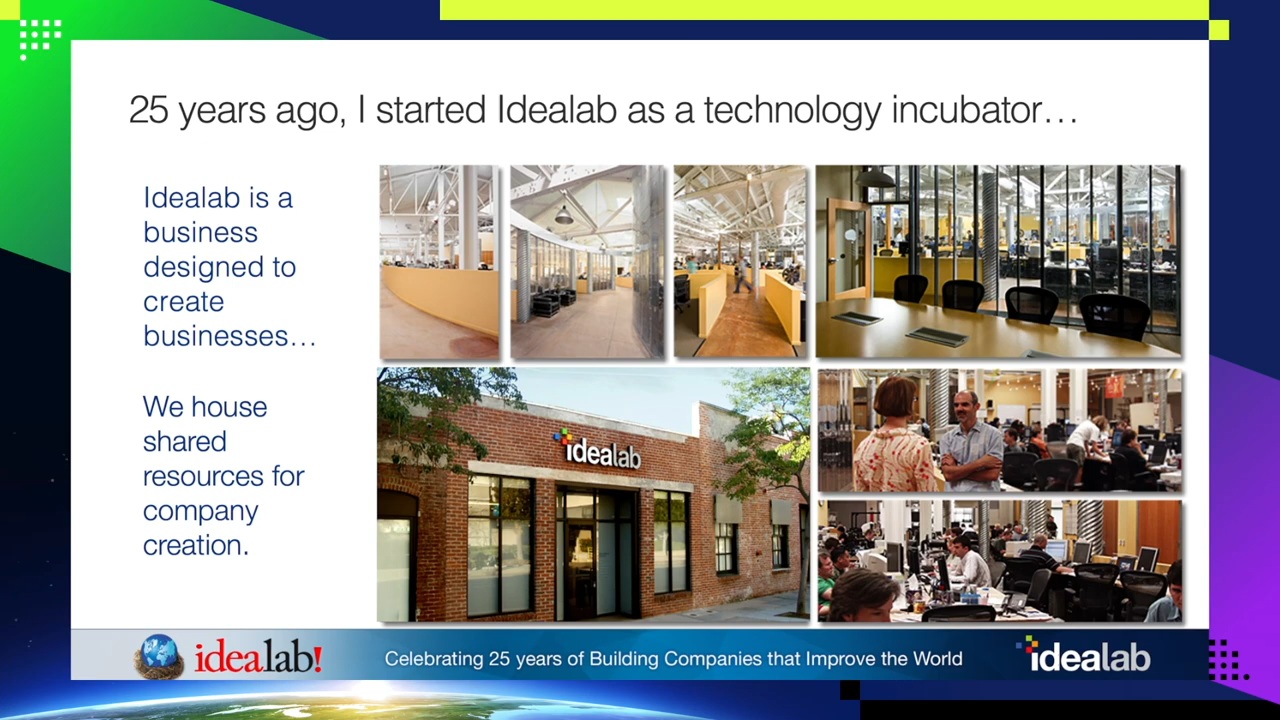 25 years ago, I started Idealab as a technology incubator…
Idealab is a
business
designed to
create
businesses…
We house
shared
resources for
company
creation.
idealab
idealab!
Celebrating 25 years of Building Companies that Improve the World
idealab